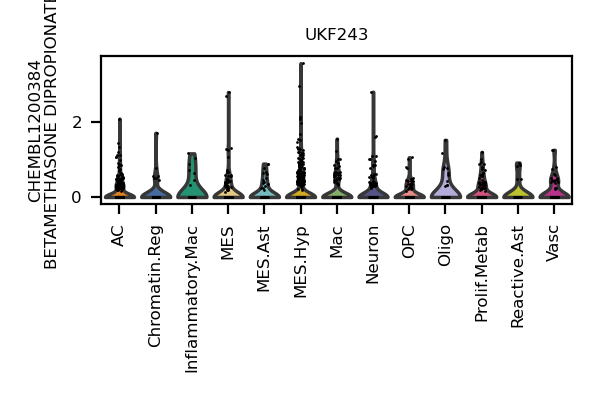 UKF243
CHEMBL1200384
BETAMETHASONE DIPROPIONATE
2
0
AC
Chromatin.Reg
Inflammatory.Mac
MES
MES.Ast
MES.Hyp
Mac
Neuron
OPC
Oligo
Prolif.Metab
Reactive.Ast
Vasc